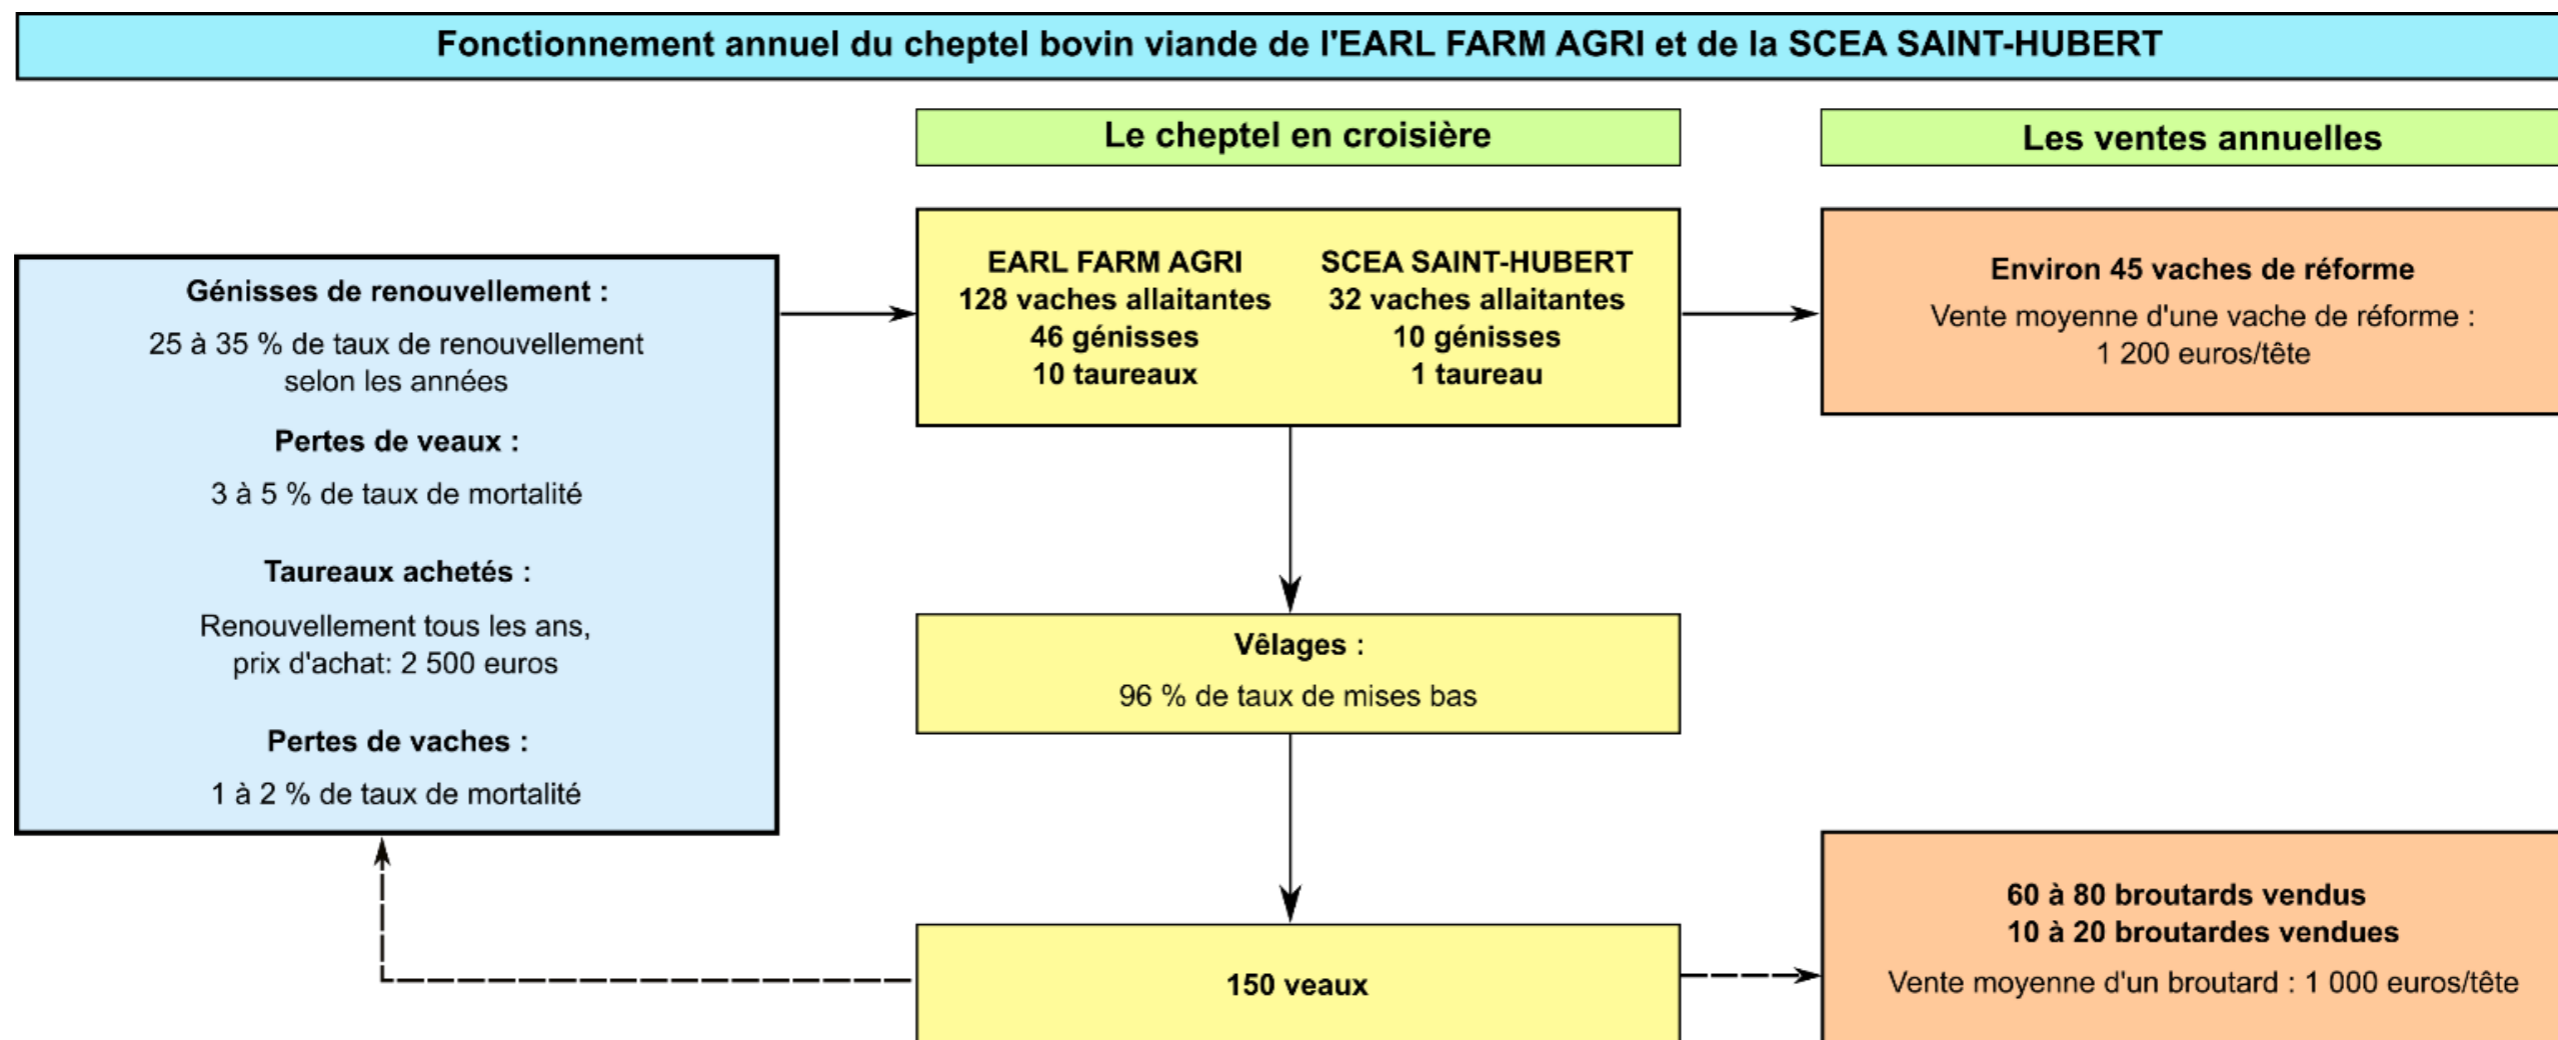 Fonctionnement annuel du cheptel bovin viande de l'EARL FARM AGRI et de la SCEA SAINT-HUBERT
Le cheptel en croisière
Les ventes annuelles
Génisses de renouvellement :
25 à 35 % de taux de renouvellement
selon les années
Pertes de veaux :
3 à 5 % de taux de mortalité
Taureaux achetés :
Renouvellement tous les ans,
prix d'achat: 2 500 euros
Pertes de vaches :
1 à 2 % de taux de mortalité
EARL FARM AGRI
128 vaches allaitantes
46 génisses
10 taureaux
SCEA SAINT-HUBERT
32 vaches allaitantes
10 génisses
1 taureau
Environ 45 vaches de réforme
Vente moyenne d'une vache de réforme :
1 200 euros/tête
Vêlages :
96 % de taux de mises bas
150 veaux
60 à 80 broutards vendus
10 à 20 broutardes vendues
Vente moyenne d'un broutard : 1 000 euros/tête